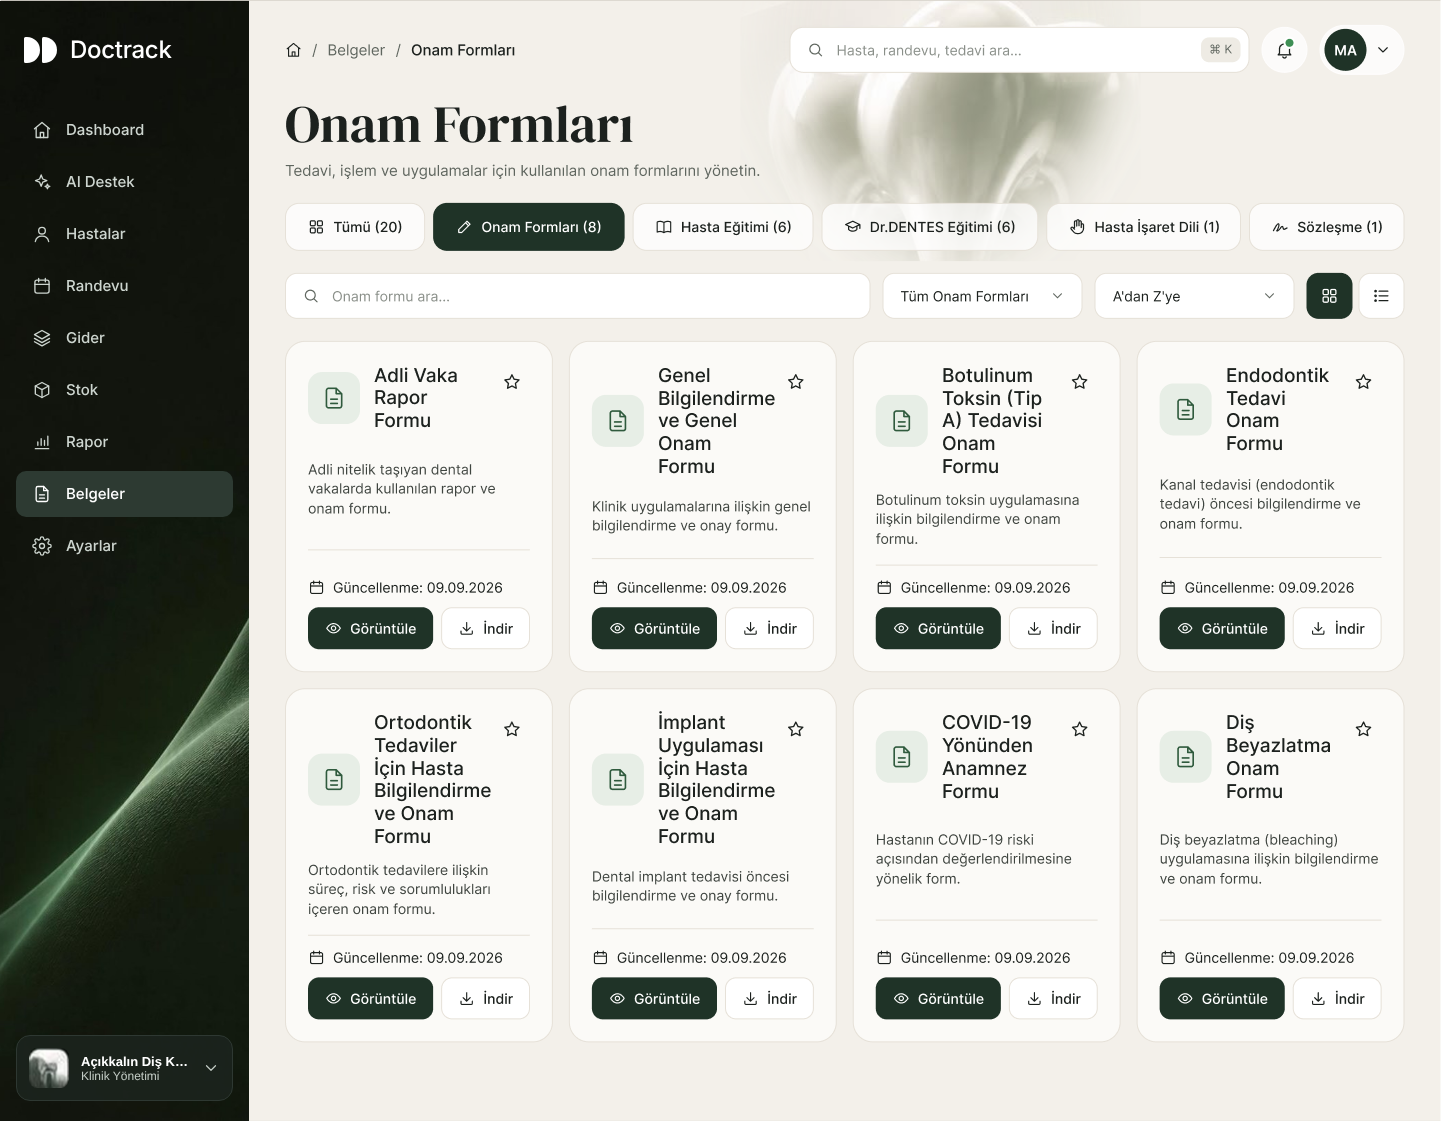 Doctrack
Dashboard
AI Destek
Hastalar
Randevu
Gider
Stok
Rapor
Belgeler
Ayarlar
Açıkkalın Diş K...
Klinik Yönetimi
/ Belgeler / Onam Formları
Hasta, randevu, tedavi ara...
⌘ K
MA
Onam Formları
Tedavi, işlem ve uygulamalar için kullanılan onam formlarını yönetin.
Tümü (20)
Onam Formları (8)
Hasta Eğitimi (6)
Dr.DENTES Eğitimi (6)
Hasta İşaret Dili (1)
Sözleşme (1)
Onam formu ara...
Tüm Onam Formları
A'dan Z'ye
Adli Vaka
Rapor
Formu
Adli nitelik taşıyan dental
vakalarda kullanılan rapor ve
onam formu.
Güncellenme: 09.09.2026
Görüntüle
İndir
Genel
Bilgilendirme
ve Genel
Onam
Formu
Klinik uygulamalarına ilişkin genel
bilgilendirme ve onay formu.
Güncellenme: 09.09.2026
Görüntüle
İndir
Botulinum
Toksin (Tip
A) Tedavisi
Onam
Formu
Botulinum toksin uygulamasına
ilişkin bilgilendirme ve onam
formu.
Güncellenme: 09.09.2026
Görüntüle
İndir
Endodontik
Tedavi
Onam
Formu
Kanal tedavisi (endodontik
tedavi) öncesi bilgilendirme ve
onam formu.
Güncellenme: 09.09.2026
Görüntüle
İndir
Ortodontik
Tedaviler
İçin Hasta
Bilgilendirme
ve Onam
Formu
Ortodontik tedavilere ilişkin
süreç, risk ve sorumlulukları
içeren onam formu.
Güncellenme: 09.09.2026
Görüntüle
İndir
İmplant
Uygulaması
İçin Hasta
Bilgilendirme
ve Onam
Formu
Dental implant tedavisi öncesi
bilgilendirme ve onay formu.
Güncellenme: 09.09.2026
Görüntüle
İndir
COVID-19
Yönünden
Anamnez
Formu
Hastanın COVID-19 riski
açısından değerlendirilmesine
yönelik form.
Güncellenme: 09.09.2026
Görüntüle
İndir
Diş
Beyazlatma
Onam
Formu
Diş beyazlatma (bleaching)
uygulamasına ilişkin bilgilendirme
ve onam formu.
Güncellenme: 09.09.2026
Görüntüle
İndir